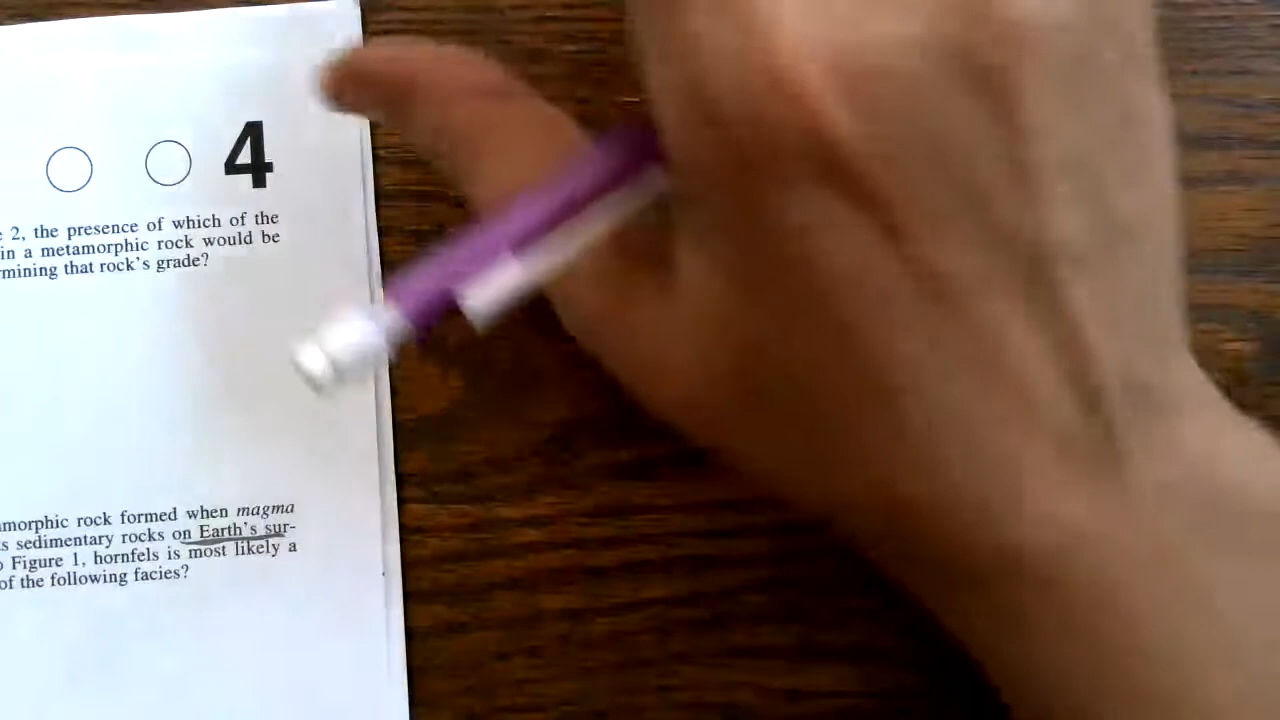 4
2, the presence of which of the
in a metamorphic rock would be
mining that rock's grade?
morphic rock formed when magma
s sedimentary rocks on Earth's sur-
Figure 1, hornfels is most likely a
of the following facies?